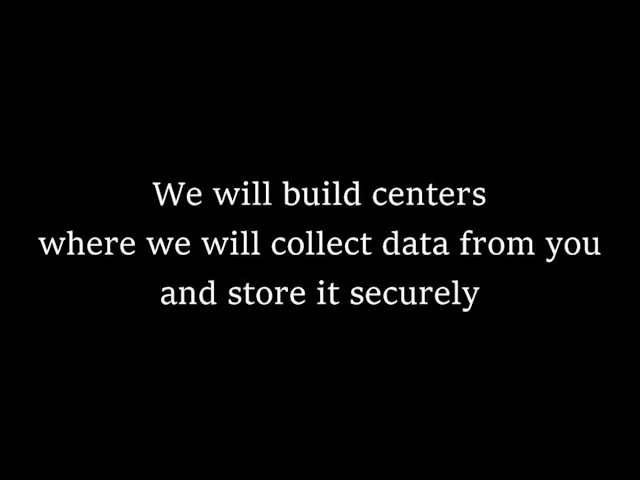 We will build centers
where we will collect data from you
and store it securely